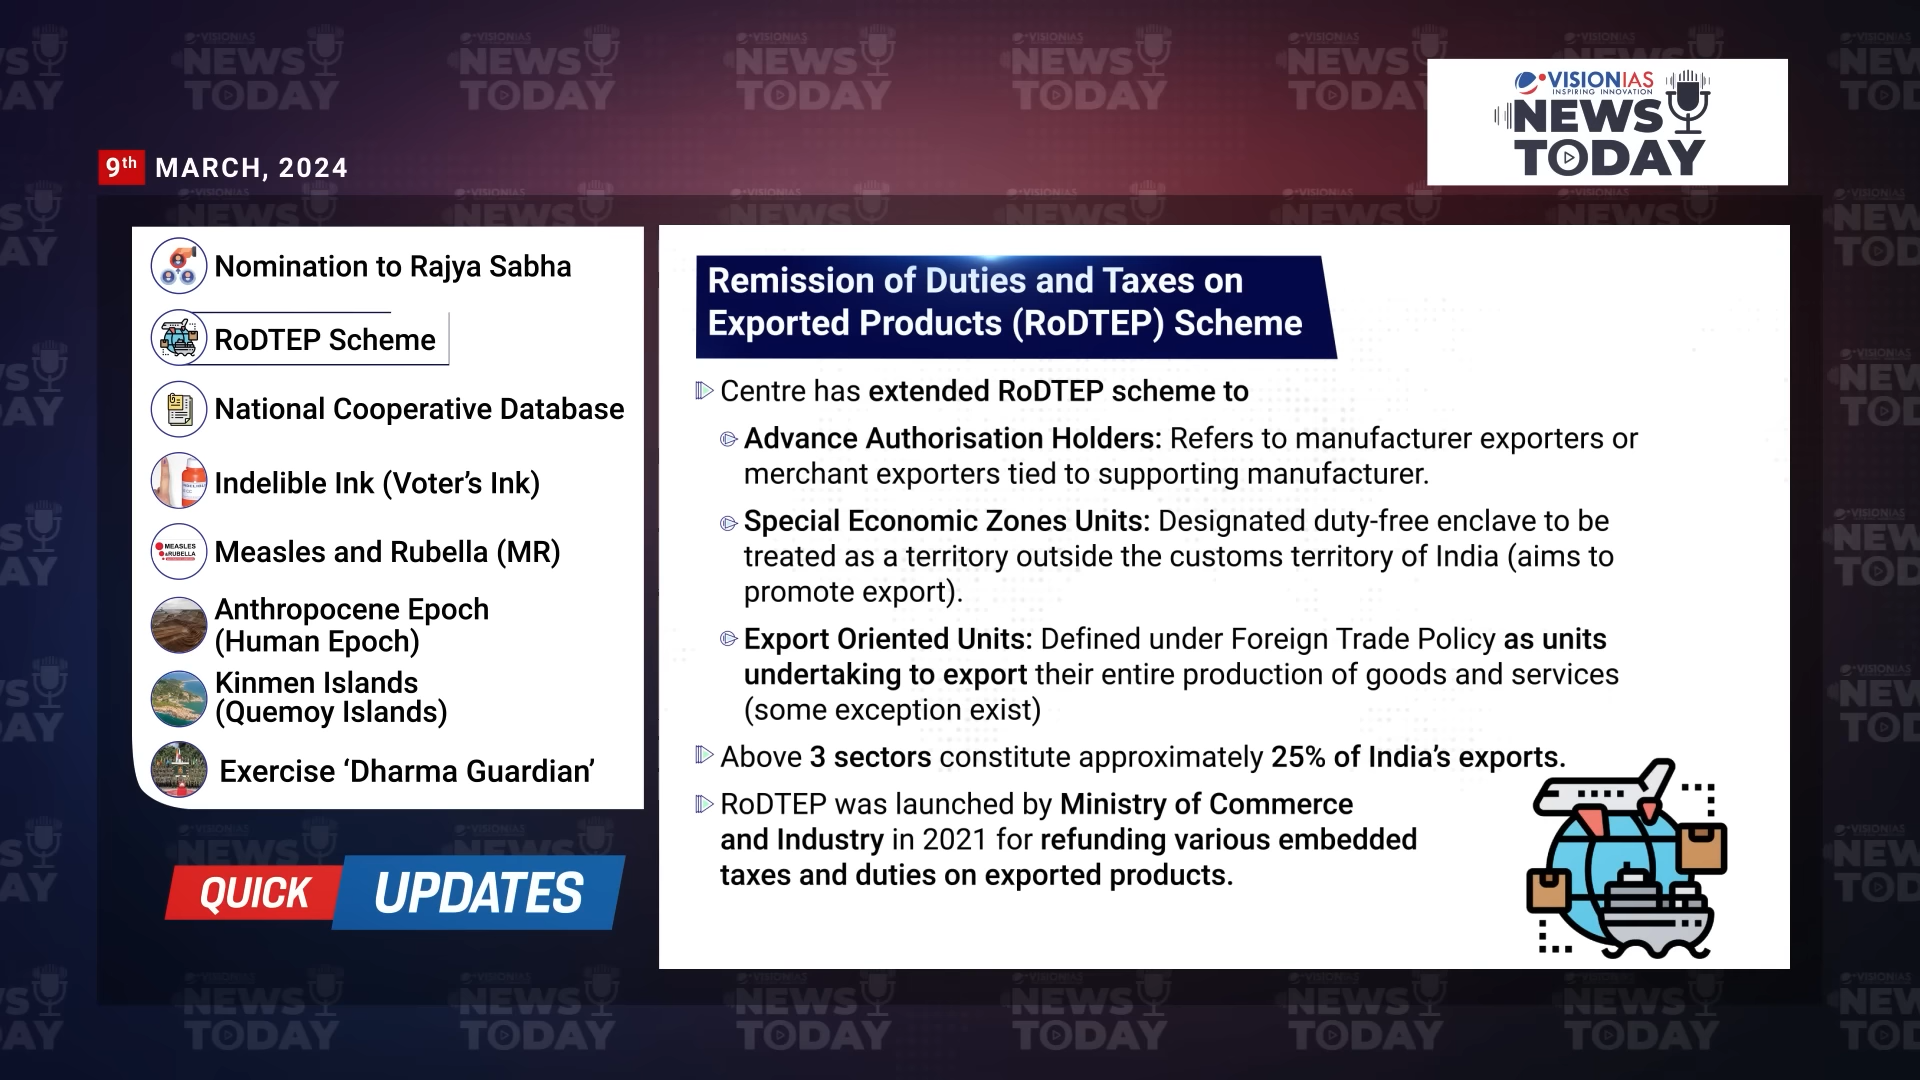 VISIONIAS
INSPIRING INNOVATION
NEWS
TODAY
9th MARCH, 2024
Nomination to Rajya Sabha
RoDTEP Scheme
National Cooperative Database
Indelible Ink (Voter’s Ink)
Measles and Rubella (MR)
Anthropocene Epoch
(Human Epoch)
Kinmen Islands
(Quemoy Islands)
Exercise ‘Dharma Guardian’
QUICK UPDATES
Remission of Duties and Taxes on
Exported Products (RoDTEP) Scheme
Centre has extended RoDTEP scheme to
Advance Authorisation Holders: Refers to manufacturer exporters or
merchant exporters tied to supporting manufacturer.
Special Economic Zones Units: Designated duty-free enclave to be
treated as a territory outside the customs territory of India (aims to
promote export).
Export Oriented Units: Defined under Foreign Trade Policy as units
undertaking to export their entire production of goods and services
(some exception exist)
Above 3 sectors constitute approximately 25% of India’s exports.
RoDTEP was launched by Ministry of Commerce
and Industry in 2021 for refunding various embedded
taxes and duties on exported products.